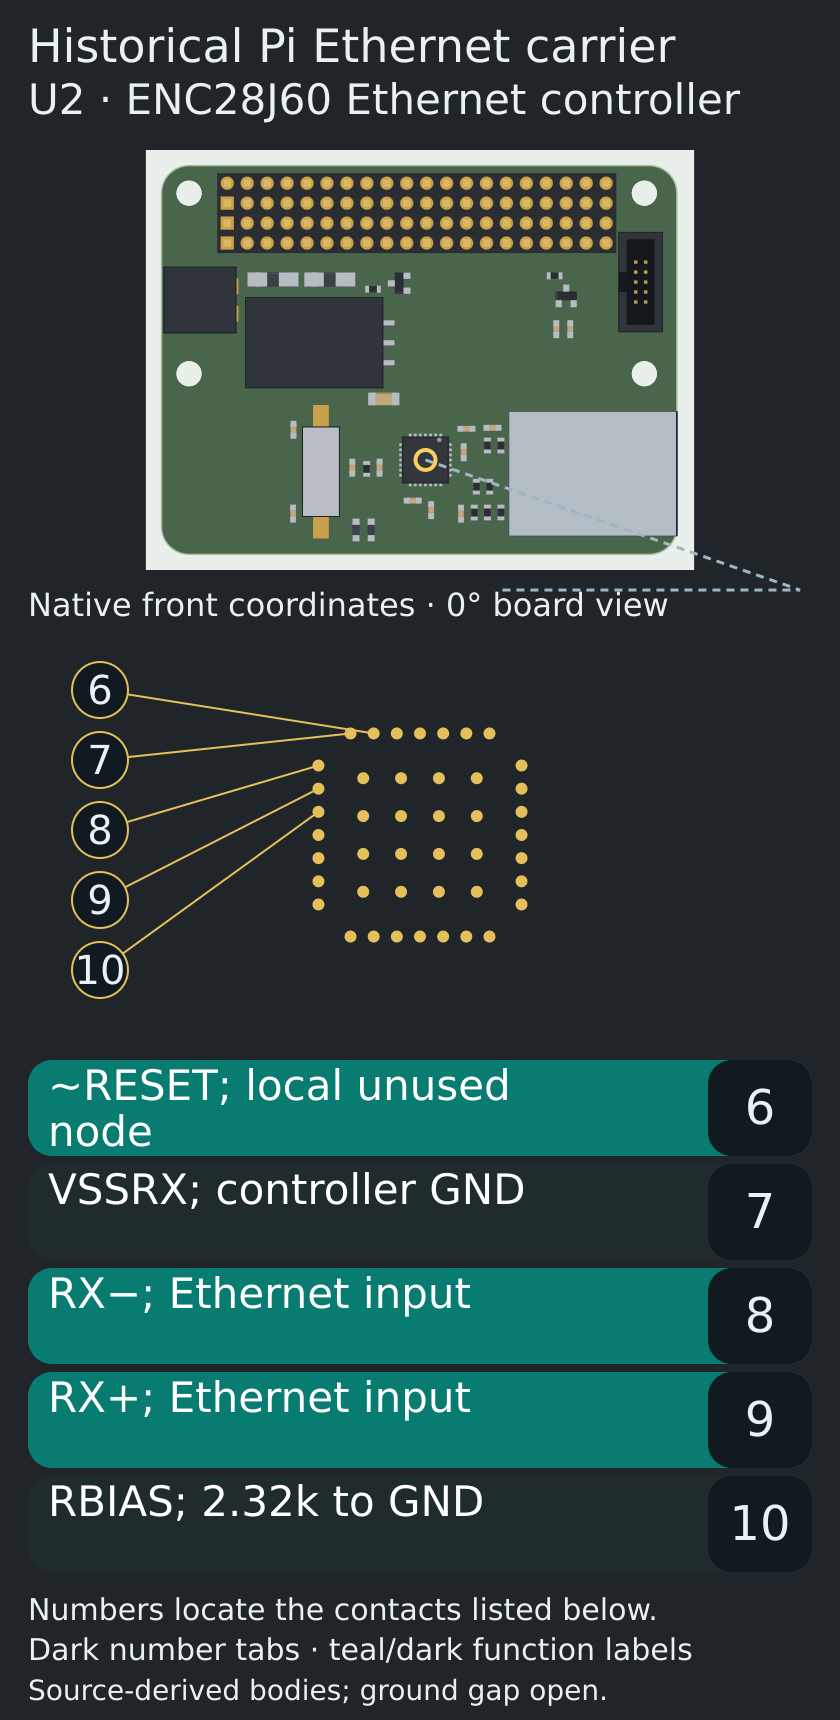 Historical Pi Ethernet carrier
U2 · ENC28J60 Ethernet controller
Native front coordinates · 0° board view
6
7
8
9
10
~RESET; local unused
node
6
VSSRX; controller GND
7
RX−; Ethernet input
8
RX+; Ethernet input
9
RBIAS; 2.32k to GND
10
Numbers locate the contacts listed below.
Dark number tabs · teal/dark function labels
Source-derived bodies; ground gap open.